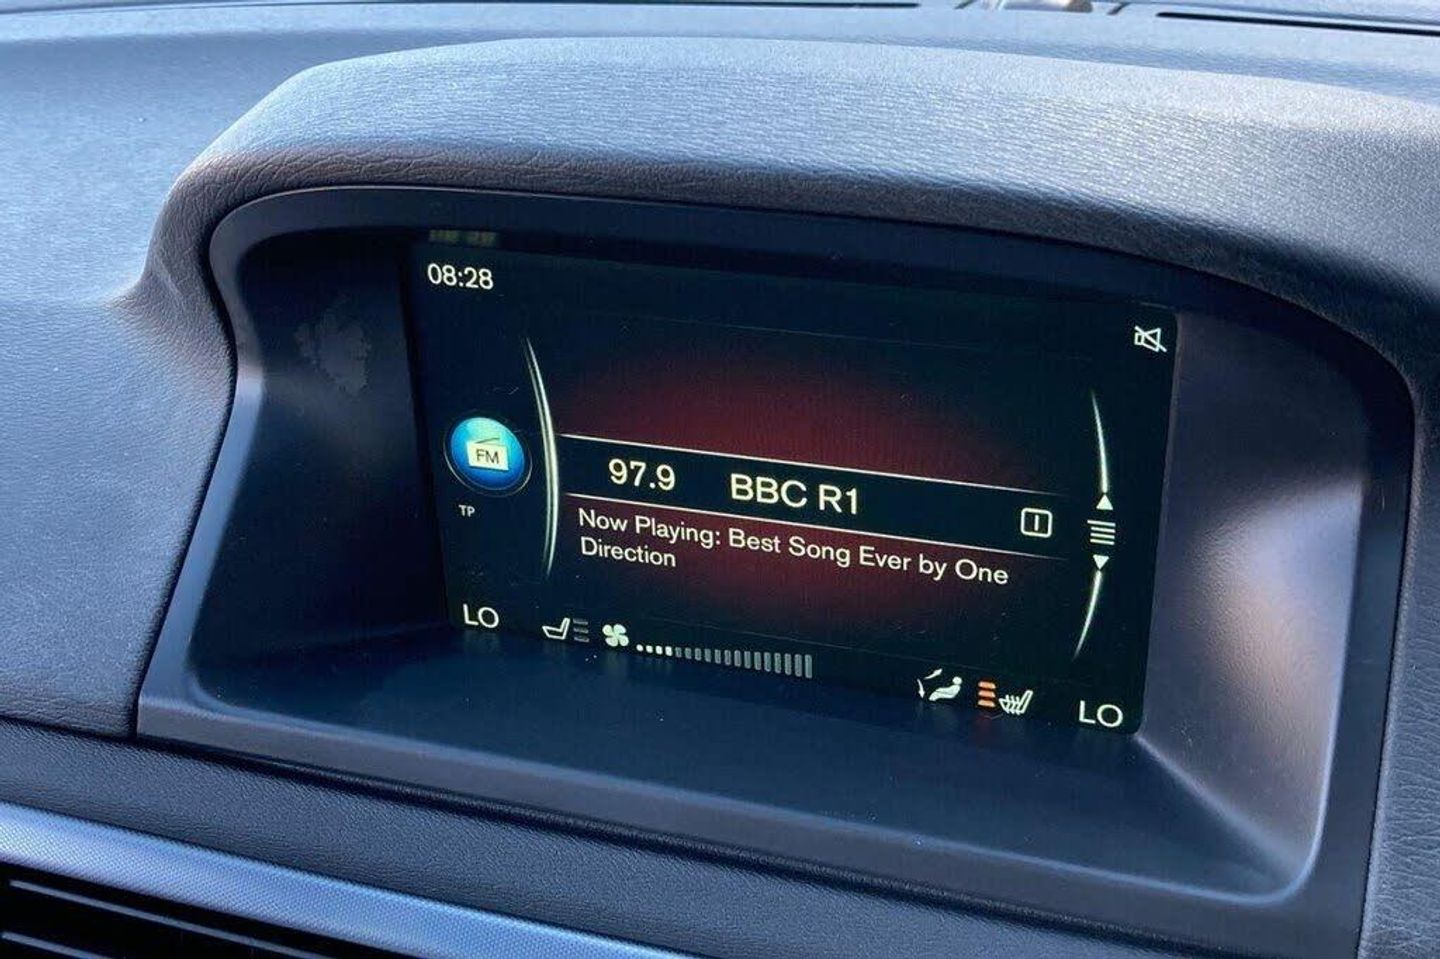 08:28
FM
TP
97.9 BBC R1
Now Playing: Best Song Ever by One
Direction
LO LO